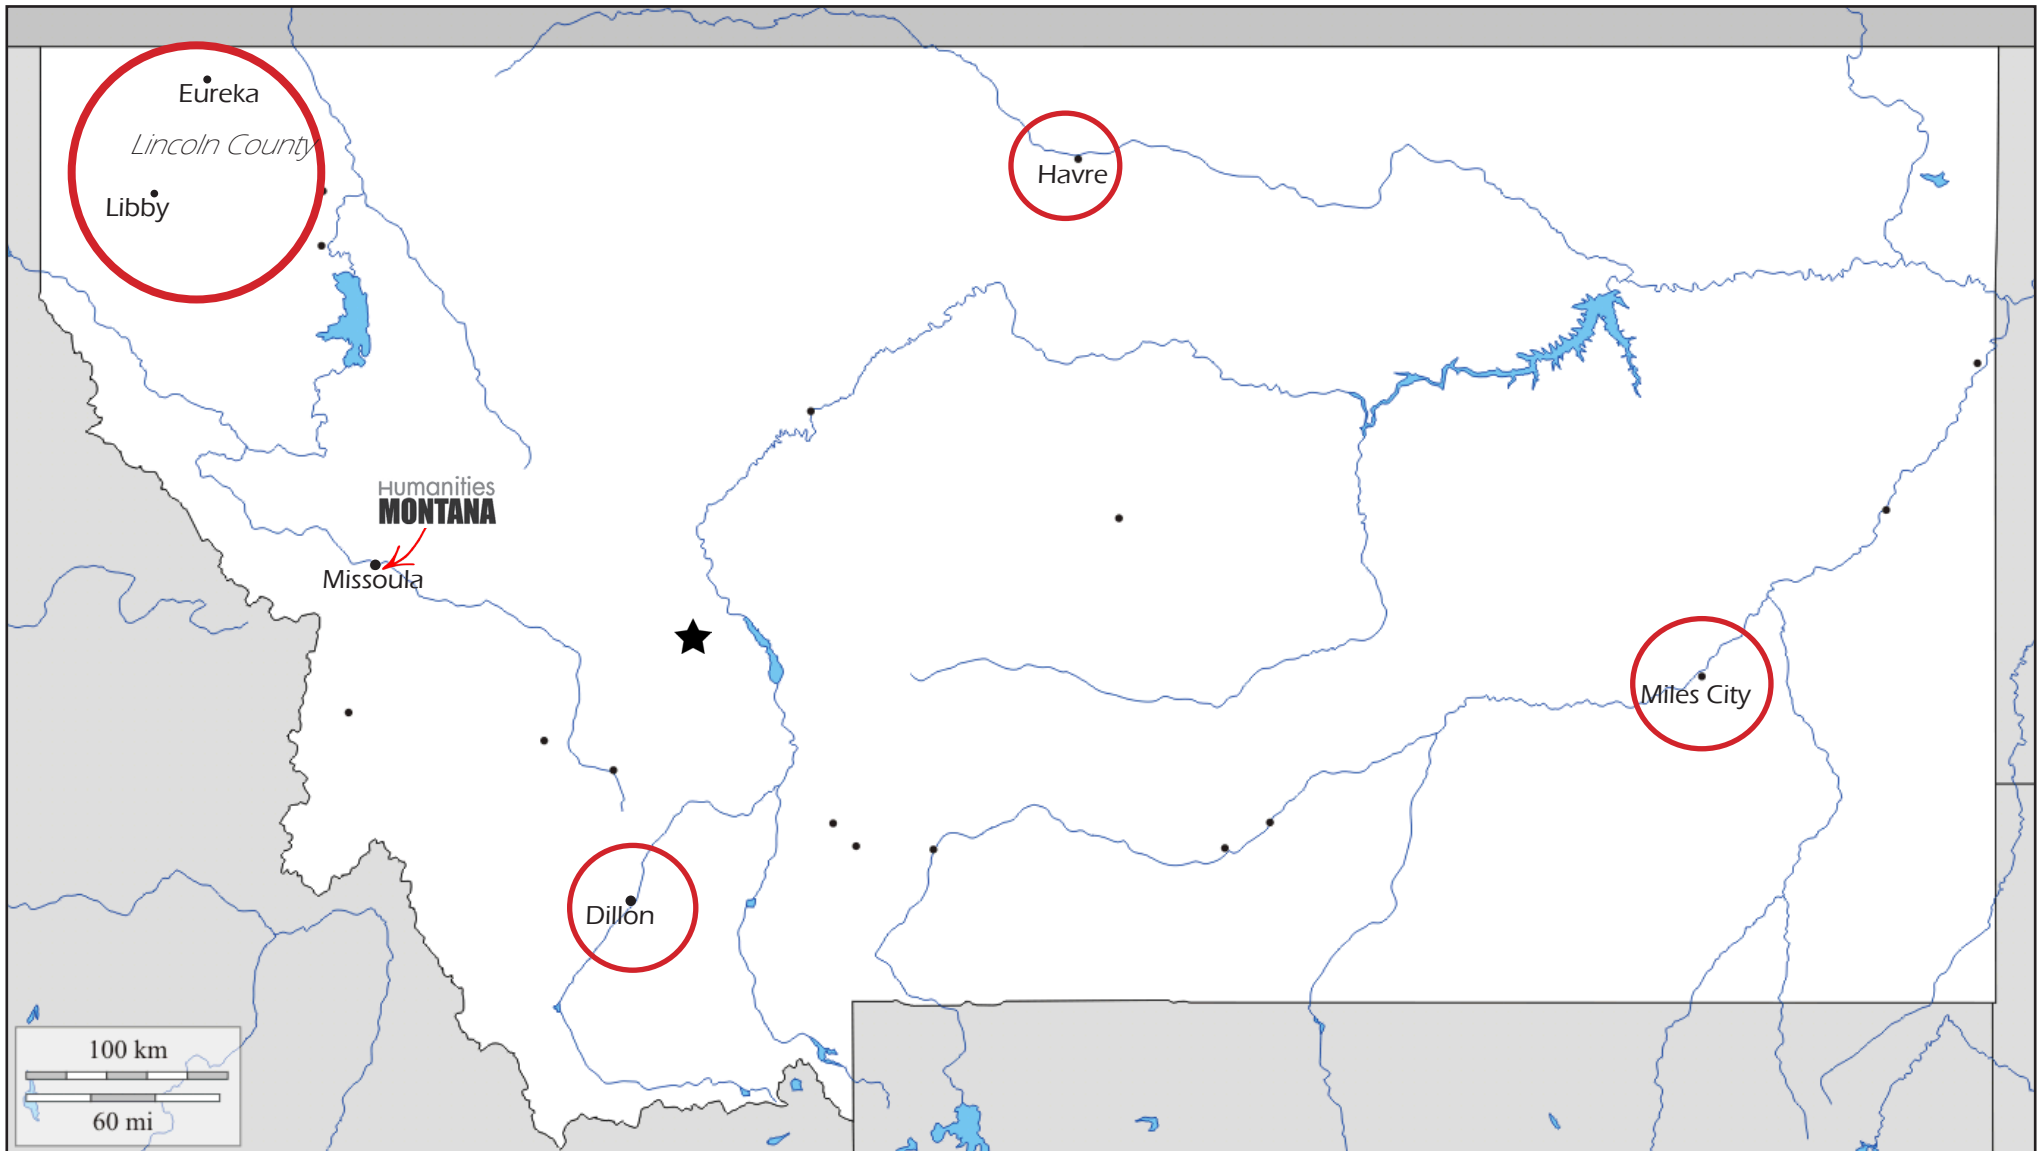 Eureka
Lincoln County
Libby
Havre
Humanities
MONTANA
Missoula
Miles City
Dillon
100 km
60 mi